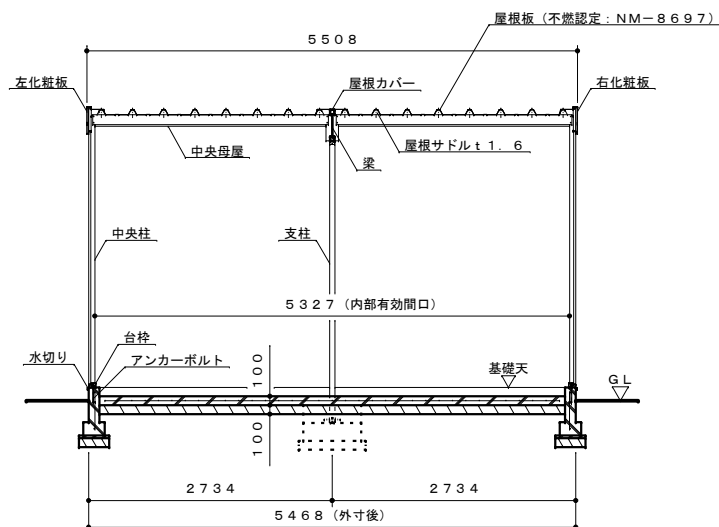 屋根板（不燃認定：NM－８６９７）
５５０８
左化粧板
屋根カバー
右化粧板
中央母屋
屋根サドルｔ１．６
梁
中央柱
支柱
５３２７（内部有効間口）
台枠
水切り
アンカーボルト
１００
基礎天
ＧＬ
１００
２７３４
２７３４
５４６８（外寸後）